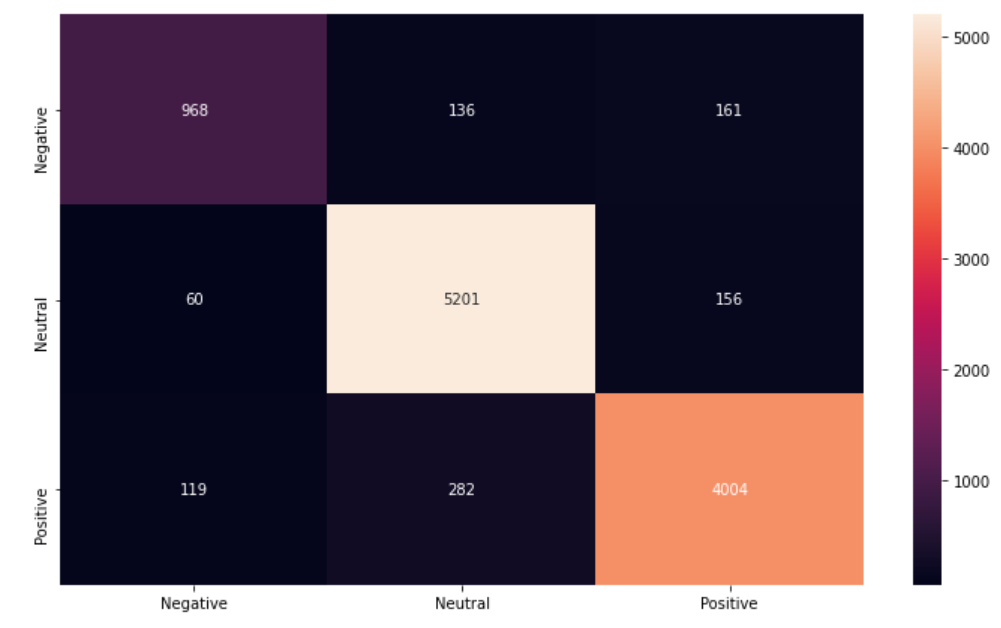 5000
Negative 968 136 161
4000
3000
Neutral 60 5201 156
2000
Positive 119 282 4004
1000
Negative Neutral Positive